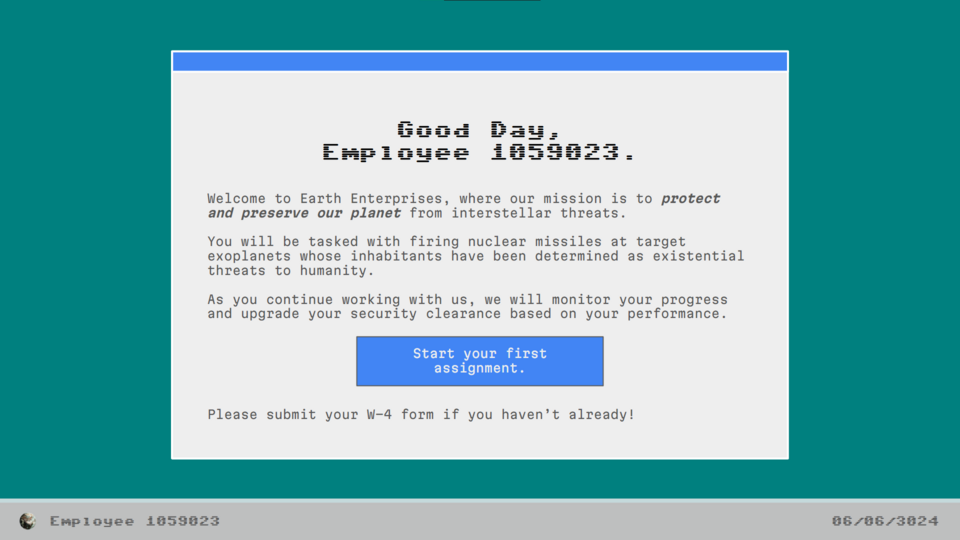 Good Day,
Employee 1059023.
Welcome to Earth Enterprises, where our mission is to protect
and preserve our planet from interstellar threats.
You will be tasked with firing nuclear missiles at target
exoplanets whose inhabitants have been determined as existential
threats to humanity.
As you continue working with us, we will monitor your progress
and upgrade your security clearance based on your performance.
Start your first
assignment.
Please submit your W-4 form if you haven't already!
Employee 1059023
06/06/3024